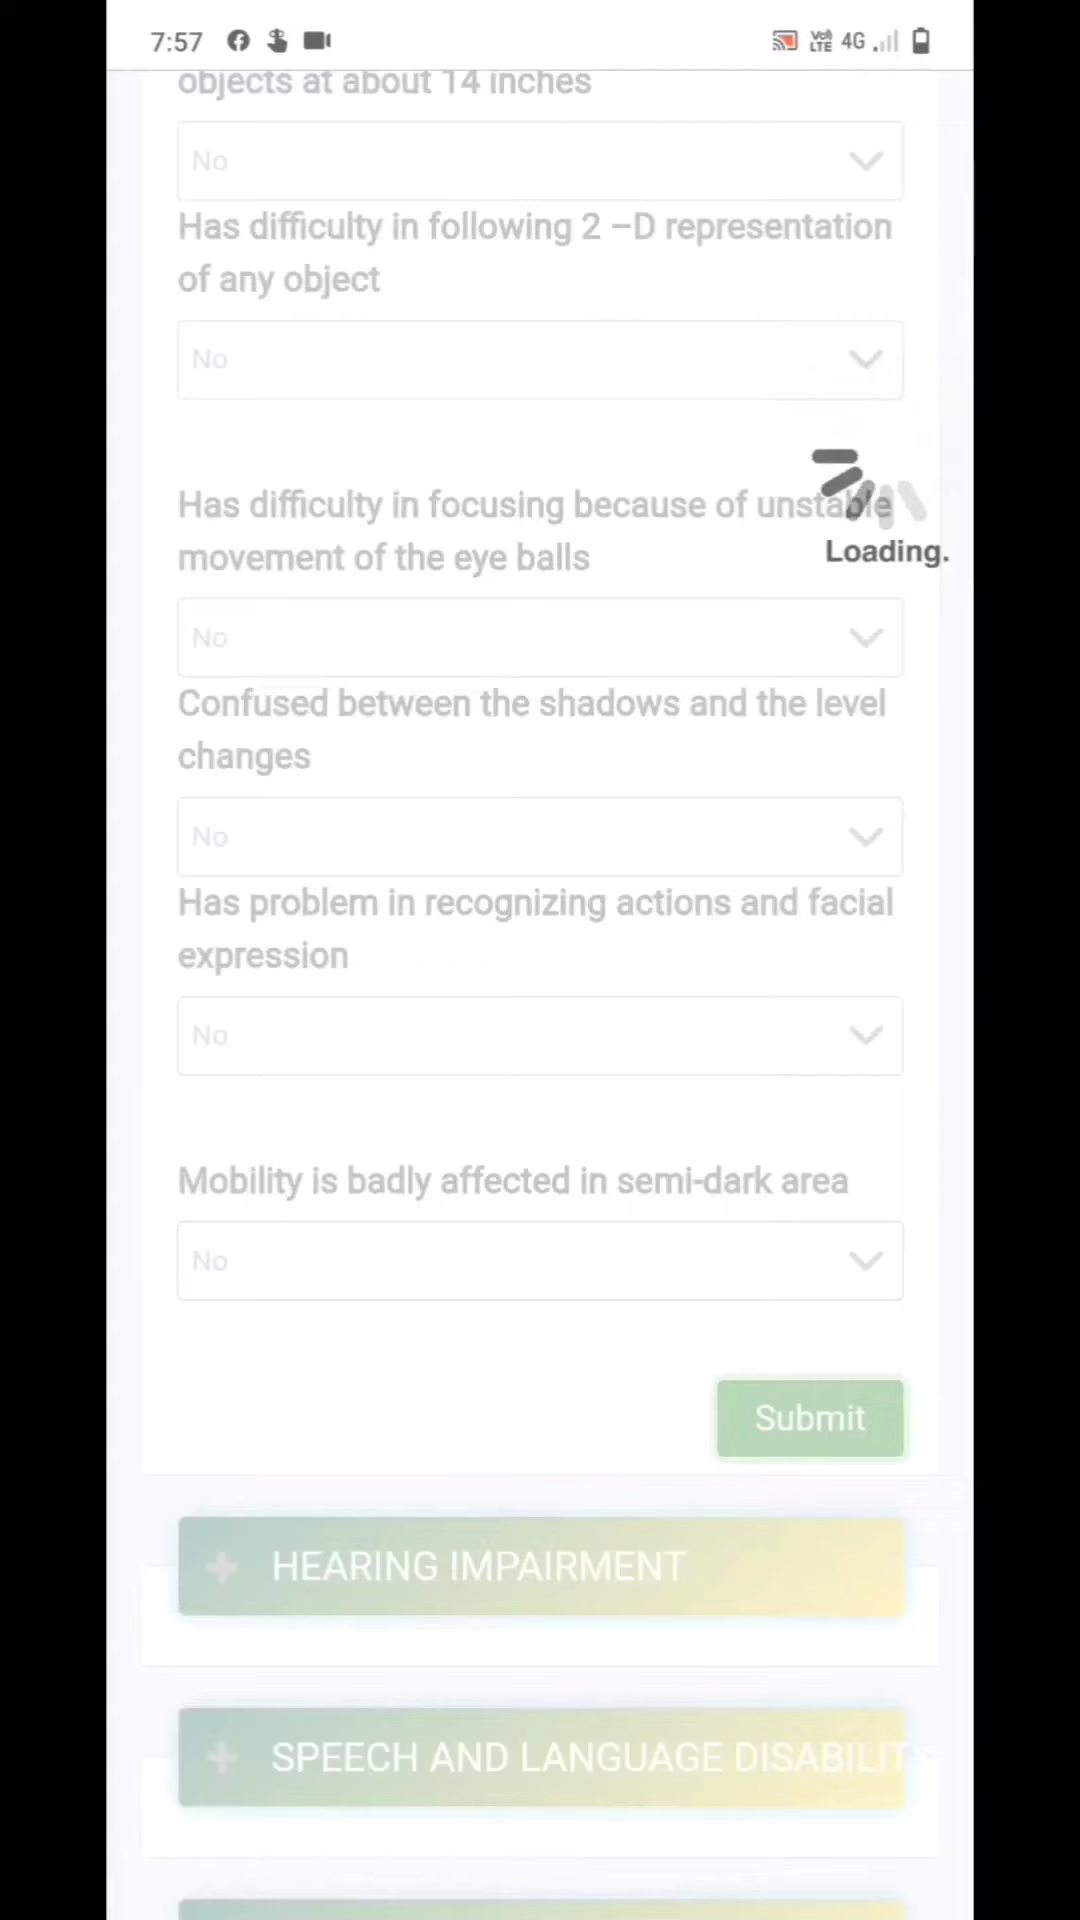 7:57 Vo) LTE 4G
objects at about 14 inches
No
Has difficulty in following 2 –D representation
of any object
No
Has difficulty in focusing because of unstable
movement of the eye balls
Loading.
No
Confused between the shadows and the level
changes
No
Has problem in recognizing actions and facial
expression
No
Mobility is badly affected in semi-dark area
No
Submit
HEARING IMPAIRMENT
SPEECH AND LANGUAGE DISABILITY